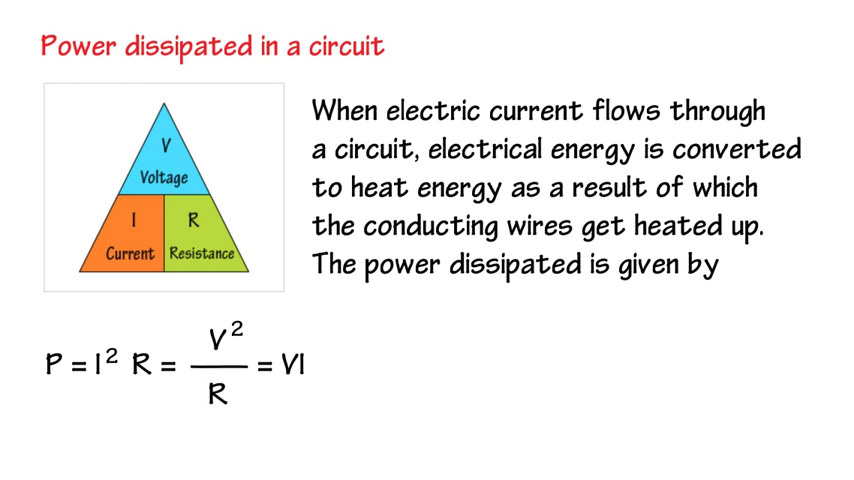 Power dissipated in a circuit
V
Voltage
I R
Current Resistance
When electric current flows through
a circuit, electrical energy is converted
to heat energy as a result of which
the conducting wires get heated up.
The power dissipated is given by
P = I² R = V²/R = VI